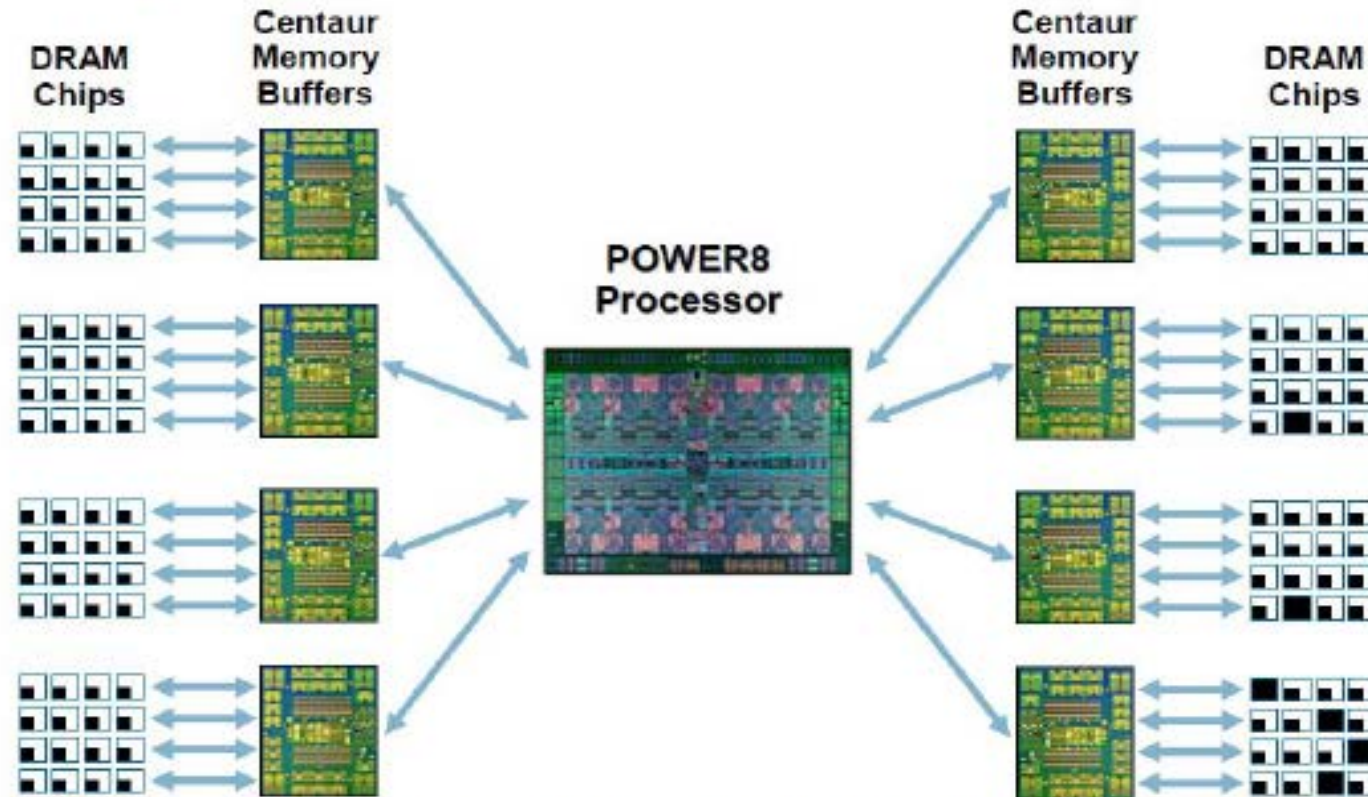 DRAM
Chips
Centaur
Memory
Buffers
POWER8
Processor
Centaur
Memory
Buffers
DRAM
Chips